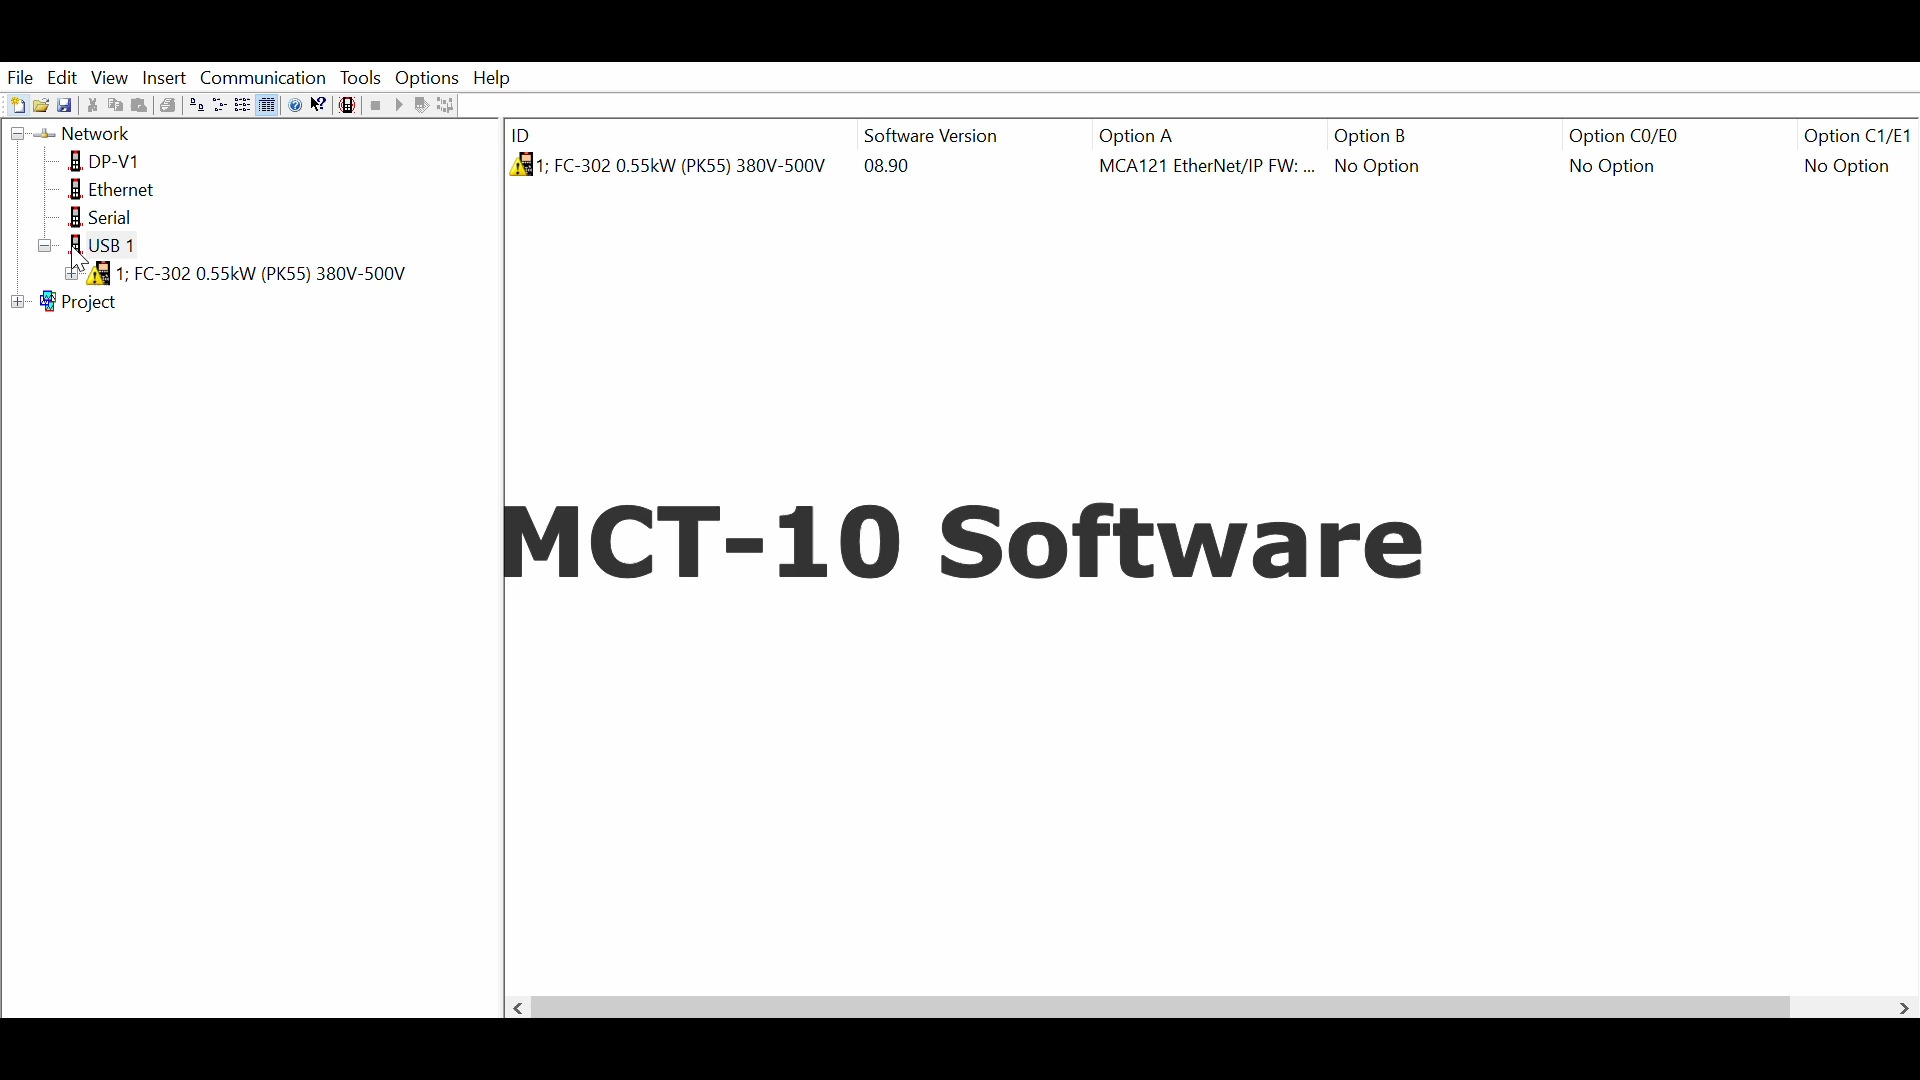 File Edit View Insert Communication Tools Options Help
Network
DP-V1
Ethernet
Serial
USB 1
1; FC-302 0.55kW (PK55) 380V-500V
Project
ID Software Version Option A Option B Option C0/E0 Option C1/E1
1; FC-302 0.55kW (PK55) 380V-500V 08.90 MCA121 EtherNet/IP FW: ... No Option No Option No Option
MCT-10 Software